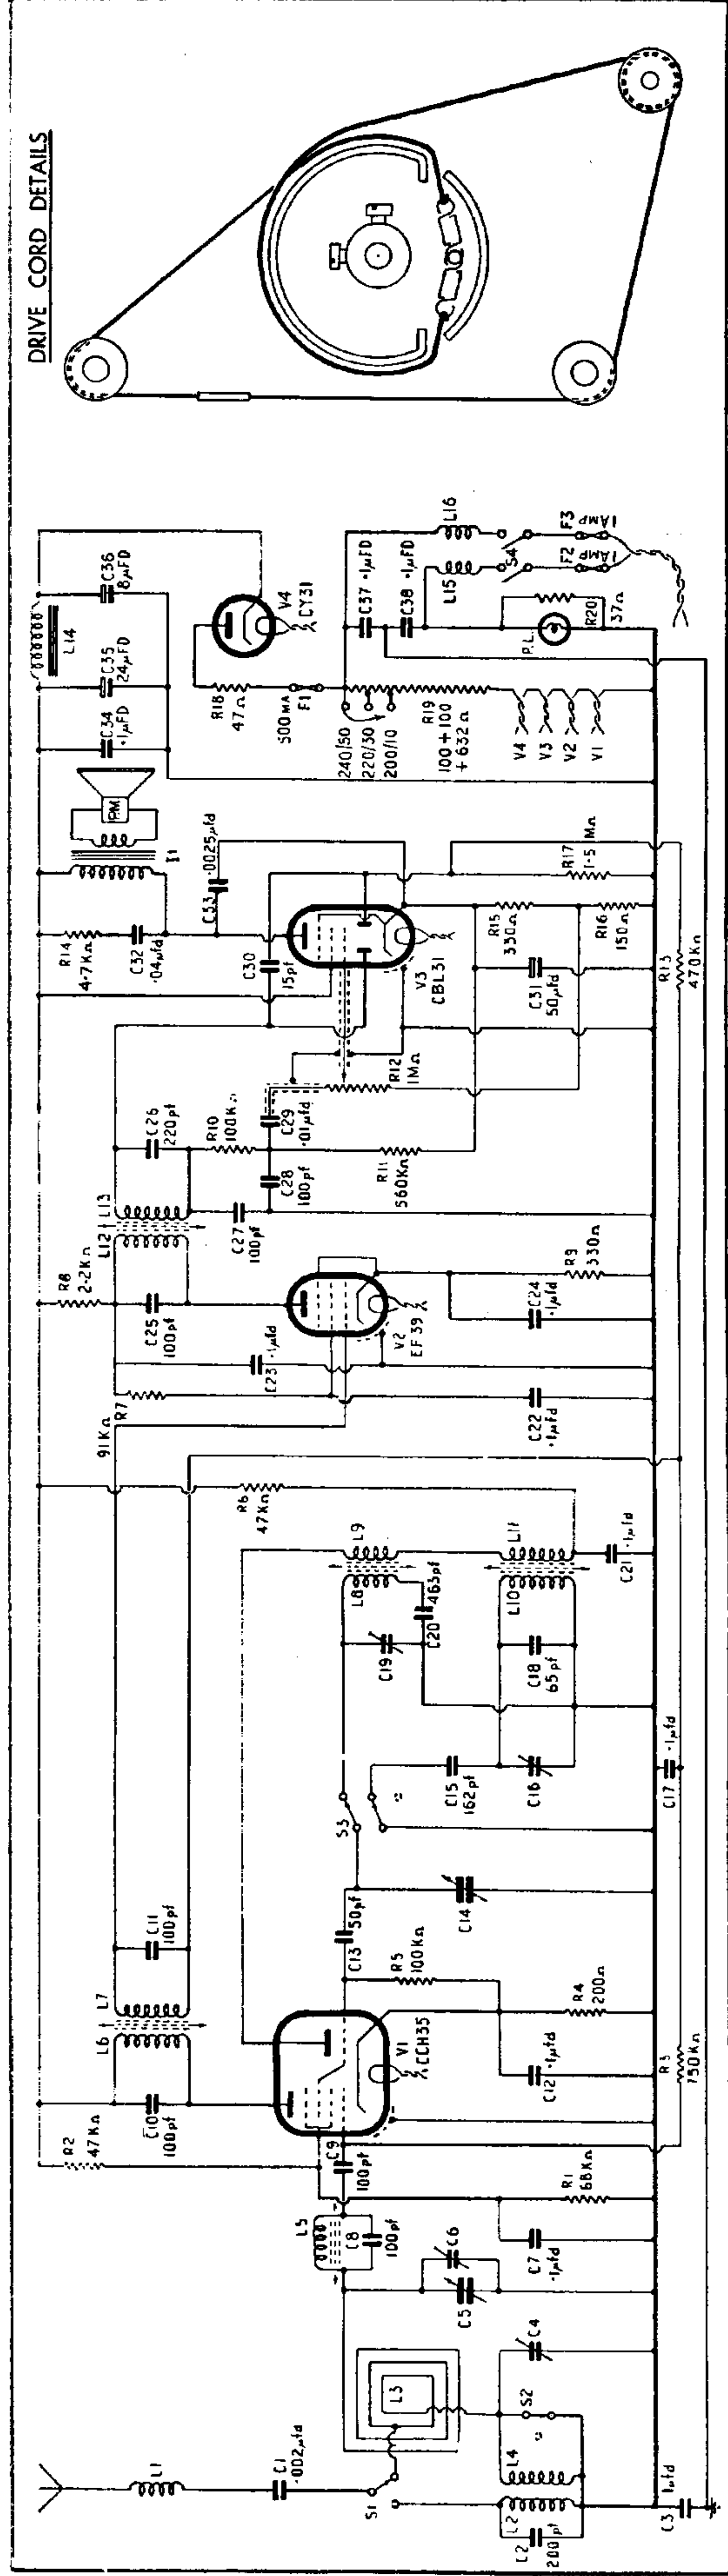 DRIVE CORD DETAILS
L14
C34
·1µFD
C35
24µFD
C36
8µFD
V4
CY31
R18
47Ω
500MA
F1
240/50
220/30
200/10
R19
100+100
+632Ω
C37 ·1µFD
C38 ·1µFD
L15
L16
S4
F2
1AMP
F3
1AMP
P.L.
R20
37Ω
V4
V3
V2
V1
PM
T1
R14
4·7KΩ
C32
·04µfd
C33
·0025µfd
C30
15pf
V3
CBL31
R17
1·5 MΩ
R15
330Ω
R16
150Ω
C31
50µfd
R13
470KΩ
R12
1MΩ
C26
220pf
R10
100KΩ
C29
·01µfd
C28
100pf
R11
560KΩ
L12
L13
C27
100pf
R8
2·2KΩ
C25
100pf
V2
EF39
R9
330Ω
C24
·1µfd
C23
·1µfd
R7
91KΩ
C22
·1µfd
R6
47KΩ
L9
L8
C20
463pf
C19
L11
L10
C18
65pf
C21
·1µfd
C16
C15
162pf
S3
C17
·1µfd
C14
C13
50pf
R5
100KΩ
R4
200Ω
C12
·1µfd
R3
750KΩ
V1
CCH35
L6
L7
C11
100pf
C10
100pf
R2
47KΩ
C9
100pf
R1
68KΩ
L5
C8
100pf
C7
·1µfd
C6
C5
C4
L3
S2
L4
L2
C2
200pf
S1
L1
C1
·002µfd
C3
·1µfd